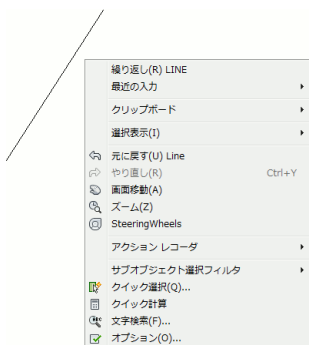 繰り返し(R) LINE
最近の入力
クリップボード
選択表示(I)
元に戻す(U) Line
やり直し(R) Ctrl+Y
画面移動(A)
ズーム(Z)
SteeringWheels
アクション レコーダ
サブオブジェクト選択フィルタ
クイック選択(Q)...
クイック計算
文字検索(F)...
オプション(O)...